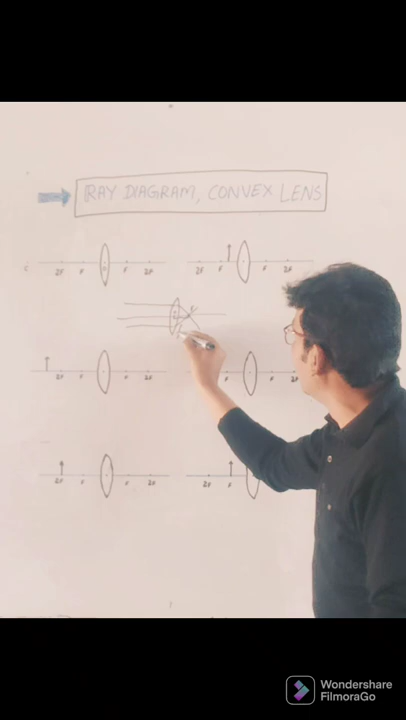 RAY DIAGRAM, CONVEX LENS
2F F F 2F
2F F F 2F
2F F F 2F
F 2F
2F F F 2F
2F F
Wondershare
FilmoraGo